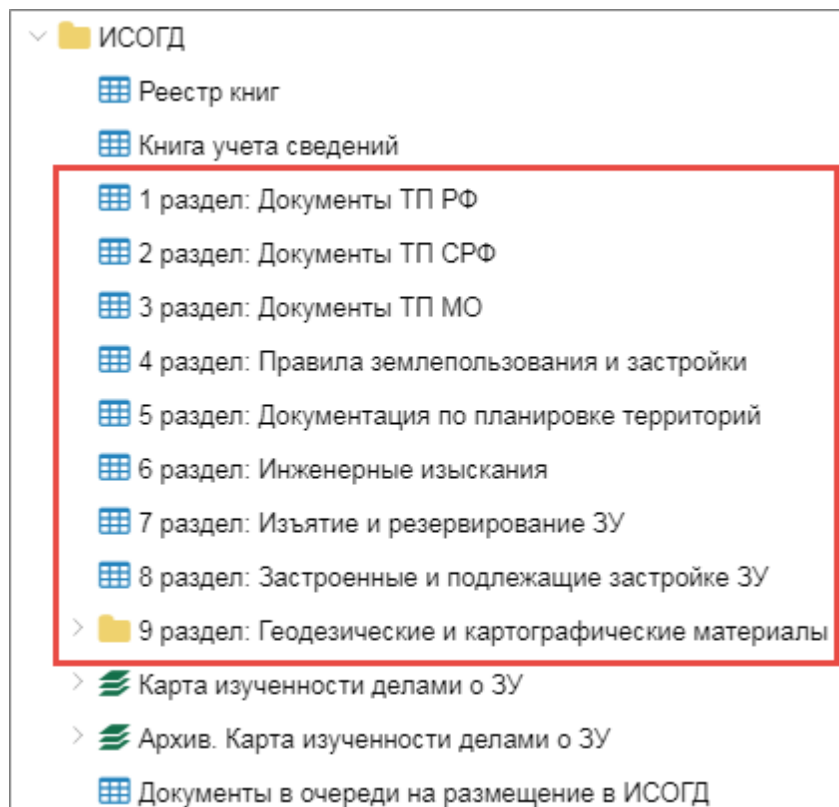 ИСОГД
Реестр книг
Книга учета сведений
1 раздел: Документы ТП РФ
2 раздел: Документы ТП СРФ
3 раздел: Документы ТП МО
4 раздел: Правила землепользования и застройки
5 раздел: Документация по планировке территорий
6 раздел: Инженерные изыскания
7 раздел: Изъятие и резервирование ЗУ
8 раздел: Застроенные и подлежащие застройке ЗУ
9 раздел: Геодезические и картографические материалы
Карта изученности делами о ЗУ
Архив. Карта изученности делами о ЗУ
Документы в очереди на размещение в ИСОГД